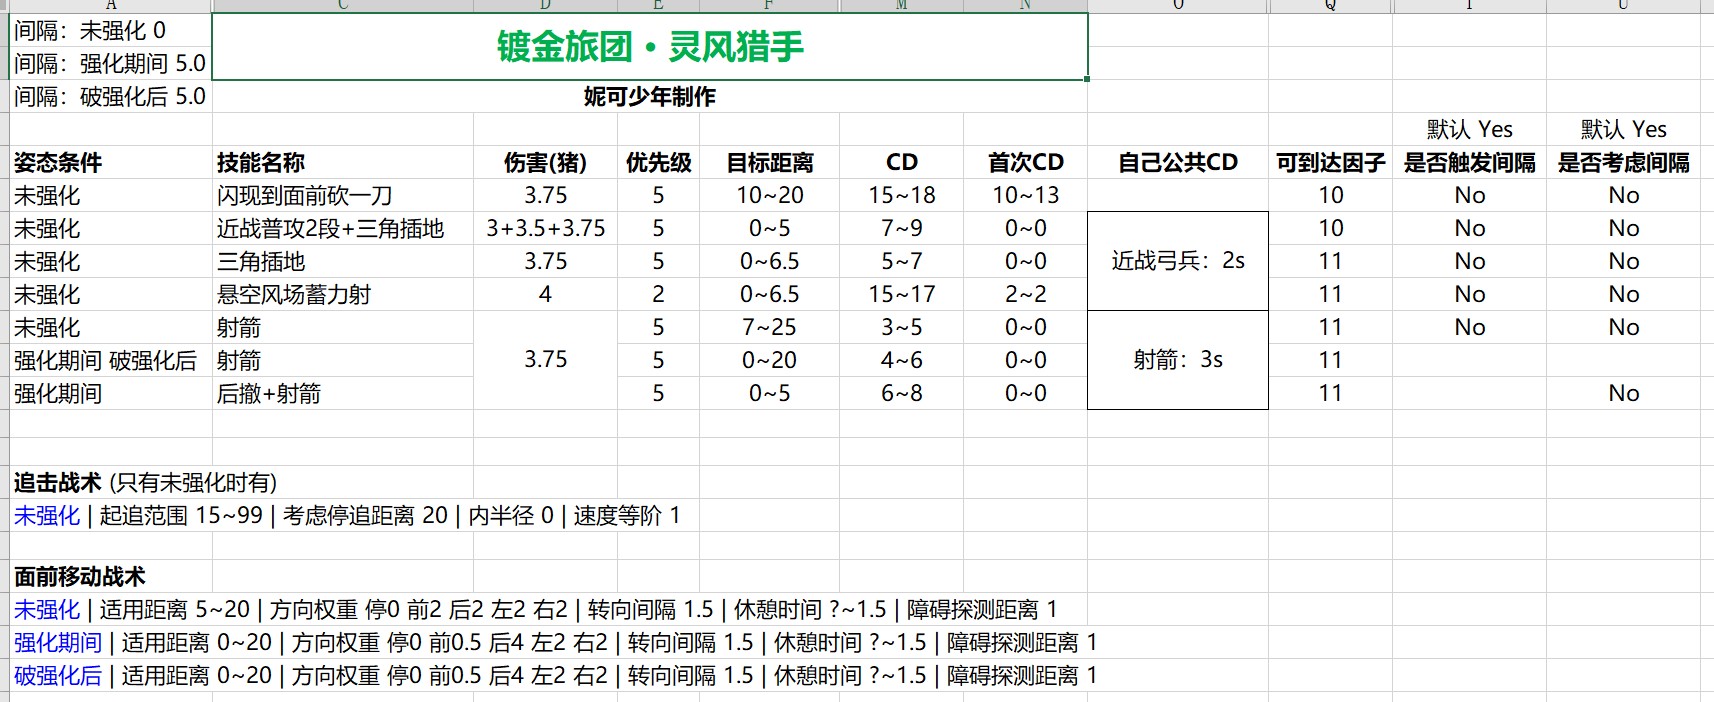 A C D E F M N O Q T U
间隔：未强化 0
镀金旅团·灵风猎手
间隔：强化期间 5.0
间隔：破强化后 5.0
妮可少年制作
默认 Yes 默认 Yes
姿态条件 技能名称 伤害(猪) 优先级 目标距离 CD 首次CD 自己公共CD 可到达因子 是否触发间隔 是否考虑间隔
未强化 闪现到面前砍一刀 3.75 5 10~20 15~18 10~13 10 No No
未强化 近战普攻2段+三角插地 3+3.5+3.75 5 0~5 7~9 0~0 10 No No
未强化 三角插地 3.75 5 0~6.5 5~7 0~0 近战弓兵：2s 11 No No
未强化 悬空风场蓄力射 4 2 0~6.5 15~17 2~2 11 No No
未强化 射箭 5 7~25 3~5 0~0 11 No No
强化期间 破强化后 射箭 3.75 5 0~20 4~6 0~0 射箭：3s 11
强化期间 后撤+射箭 5 0~5 6~8 0~0 11 No
追击战术 (只有未强化时有)
未强化 | 起追范围 15~99 | 考虑停追距离 20 | 内半径 0 | 速度等阶 1
面前移动战术
未强化 | 适用距离 5~20 | 方向权重 停0 前2 后2 左2 右2 | 转向间隔 1.5 | 休憩时间 ?~1.5 | 障碍探测距离 1
强化期间 | 适用距离 0~20 | 方向权重 停0 前0.5 后4 左2 右2 | 转向间隔 1.5 | 休憩时间 ?~1.5 | 障碍探测距离 1
破强化后 | 适用距离 0~20 | 方向权重 停0 前0.5 后4 左2 右2 | 转向间隔 1.5 | 休憩时间 ?~1.5 | 障碍探测距离 1